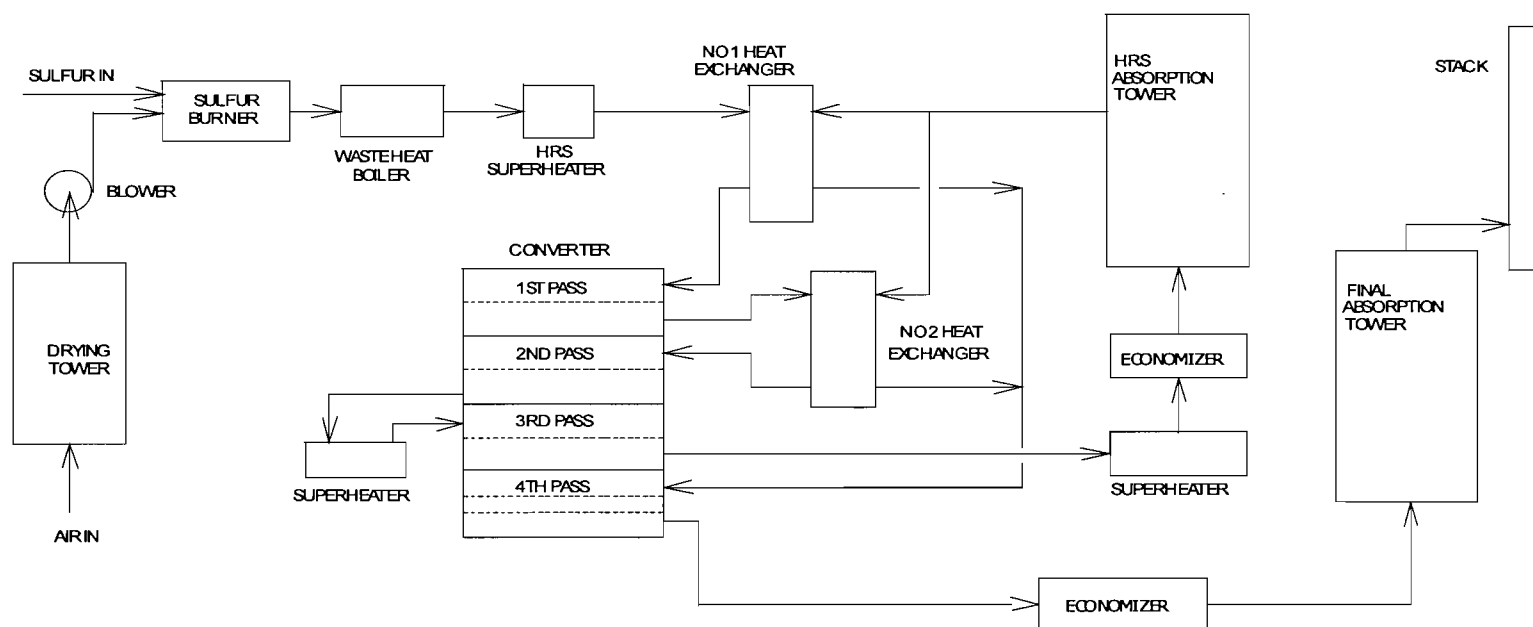 SULFUR IN
SULFUR
BURNER
BLOWER
DRYING
TOWER
AIR IN
WASTE HEAT
BOILER
HRS
SUPERHEATER
NO 1 HEAT
EXCHANGER
CONVERTER
1ST PASS
2ND PASS
3RD PASS
4TH PASS
SUPERHEATER
NO 2 HEAT
EXCHANGER
HRS
ABSORPTION
TOWER
ECONOMIZER
SUPERHEATER
ECONOMIZER
FINAL
ABSORPTION
TOWER
STACK